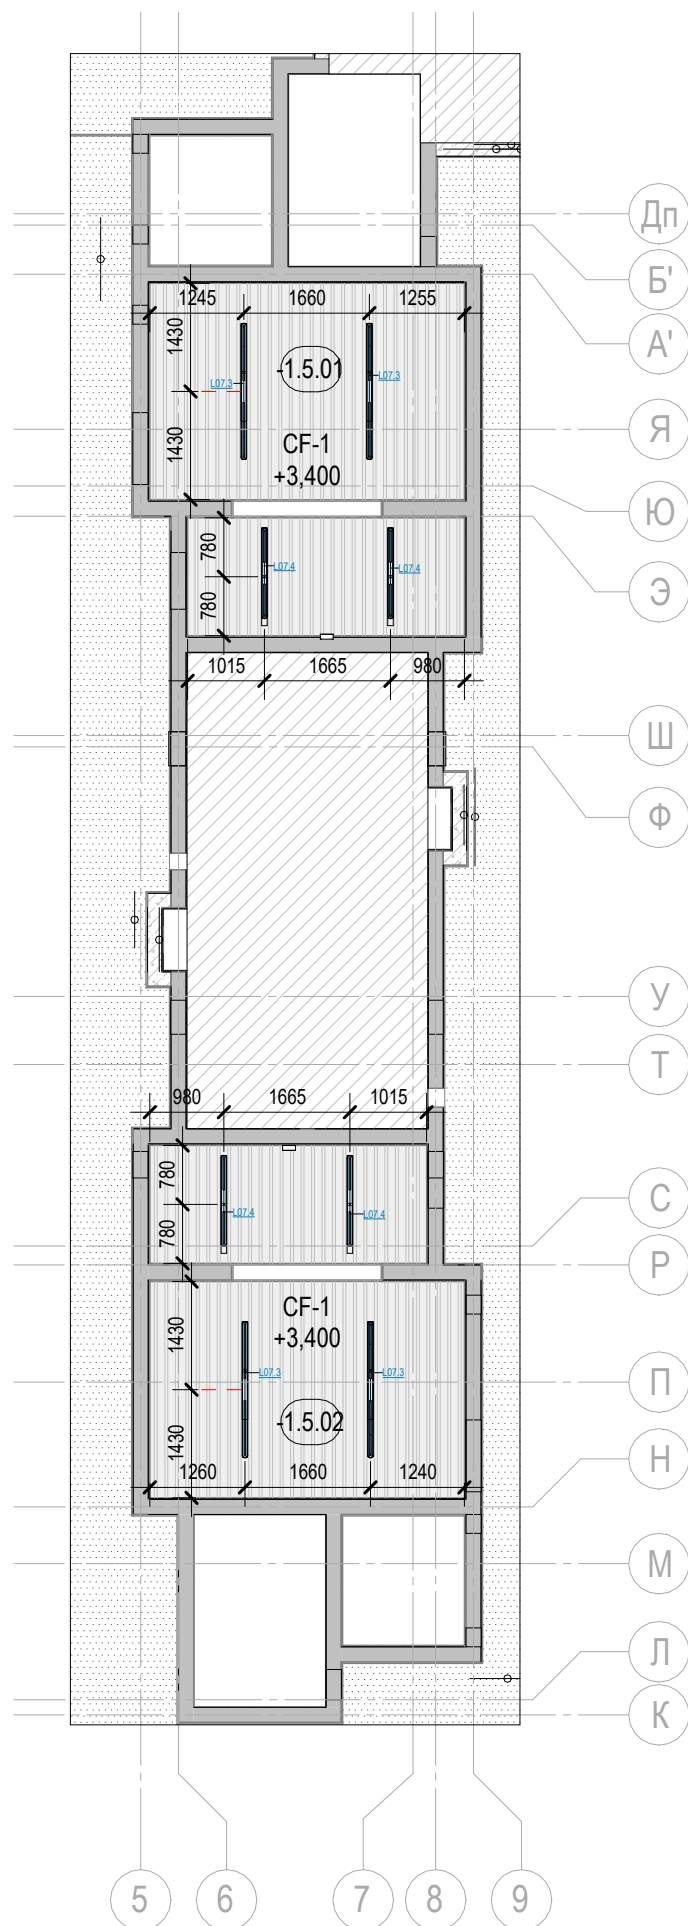 Дп
Б'
А'
1245 1660 1255
1430
-1.5.01
L07.3
L07.3
Я
1430
CF-1
+3,400
Ю
780
L07.4
L07.4
Э
780
1015 1665 980
Ш
Ф
У
Т
980 1665 1015
780
С
L07.4
L07.4
780
Р
CF-1
+3,400
1430
L07.3
L07.3
П
-1.5.02
1430
Н
1260 1660 1240
М
Л
К
5 6 7 8 9